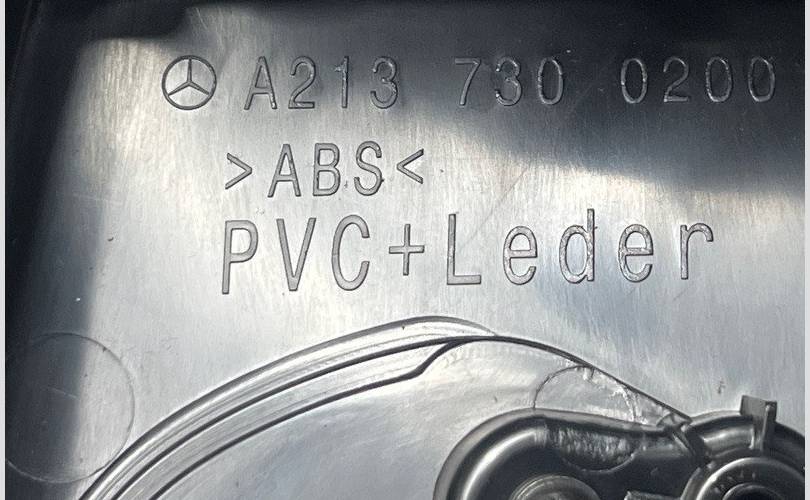 A213 730 0200
>ABS<
PVC+Leder